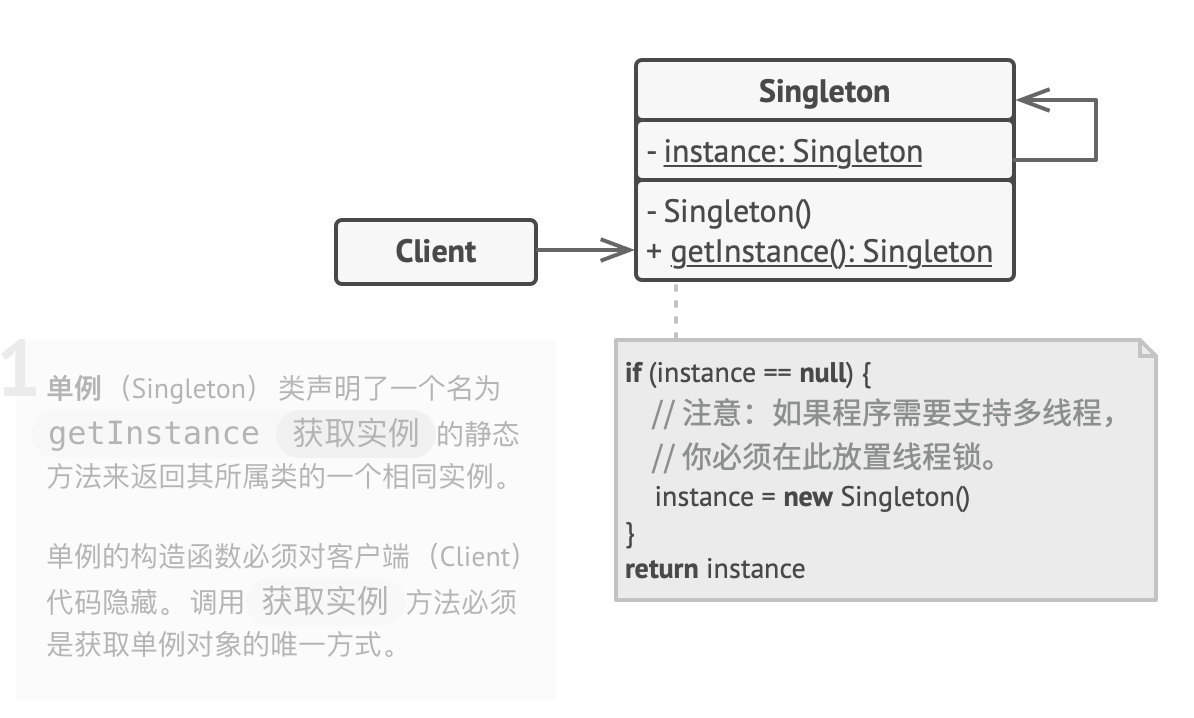 Singleton
- instance: Singleton
- Singleton()
+ getInstance(): Singleton
Client
1
单例（Singleton） 类声明了一个名为
getInstance 获取实例 的静态
方法来返回其所属类的一个相同实例。
单例的构造函数必须对客户端（Client）
代码隐藏。调用 获取实例 方法必须
是获取单例对象的唯一方式。
if (instance == null) {
// 注意：如果程序需要支持多线程，
// 你必须在此放置线程锁。
instance = new Singleton()
}
return instance